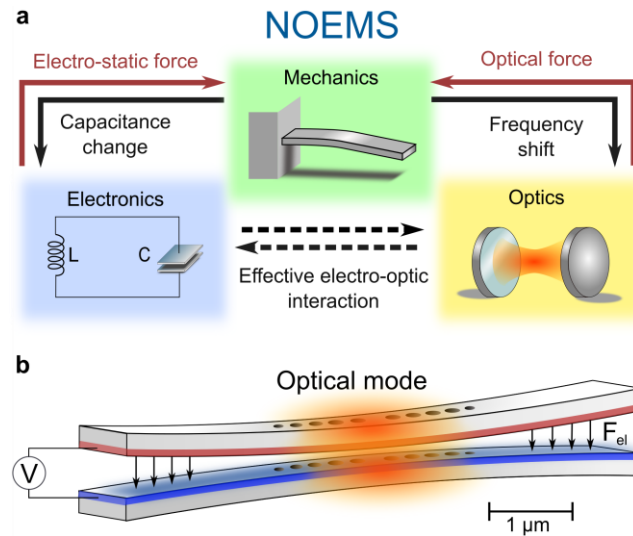 a
NOEMS
Electro-static force
Optical force
Mechanics
Capacitance
change
Frequency
shift
Electronics
Optics
L
C
Effective electro-optic
interaction
b
Optical mode
V
Fel
1 μm